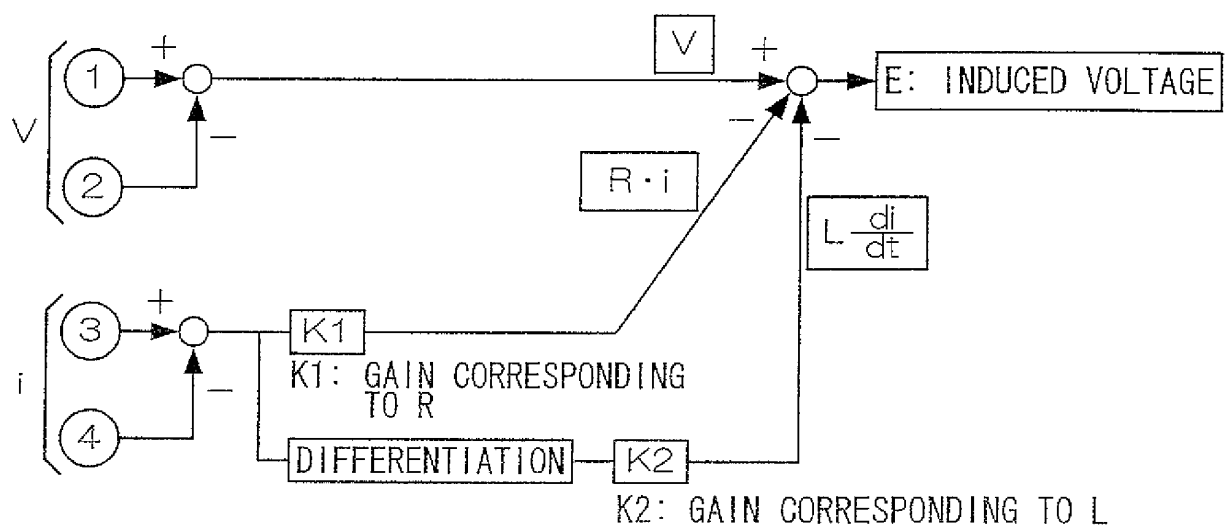 V
1
+
−
2
V
+
−
−
E: INDUCED VOLTAGE
R·i
L di/dt
i
3
+
−
4
K1
K1: GAIN CORRESPONDING
TO R
DIFFERENTIATION
K2
K2: GAIN CORRESPONDING TO L